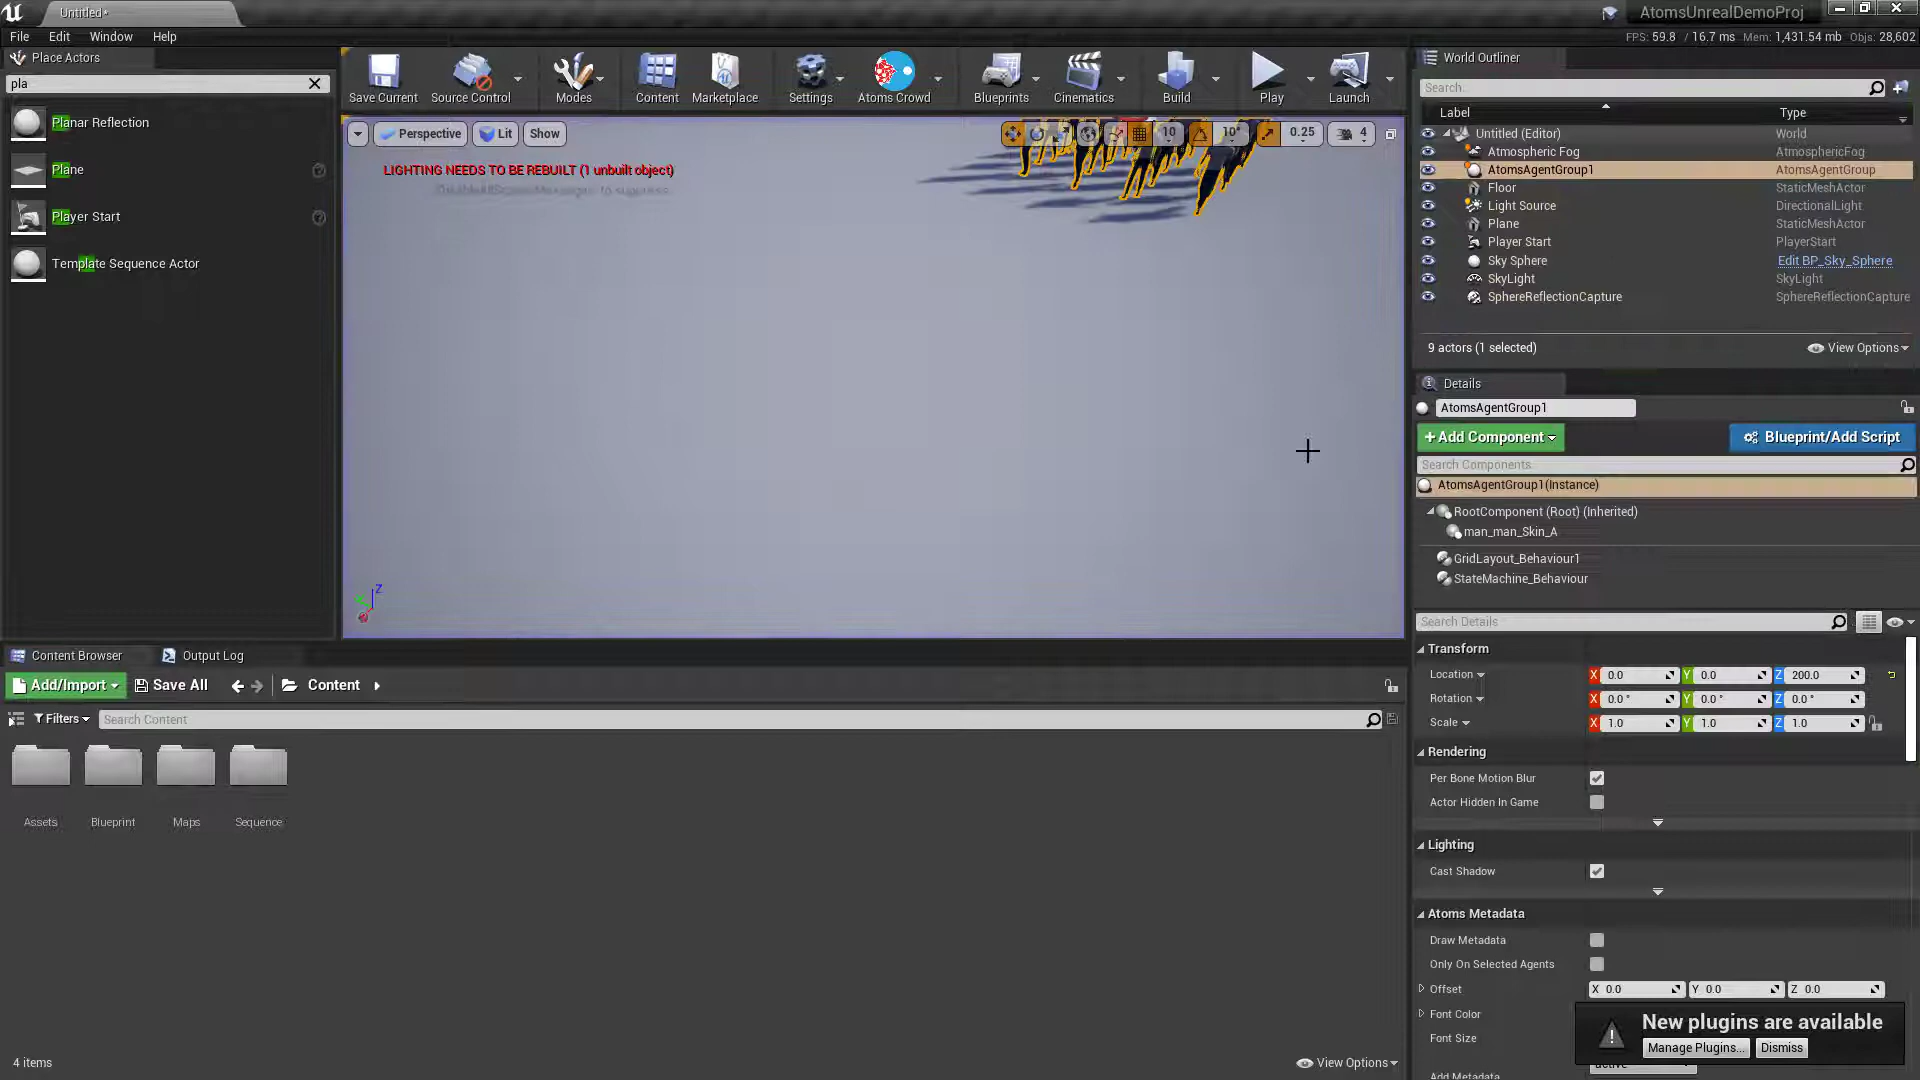 Untitled*
AtomsUnrealDemoProj
File Edit Window Help
FPS: 59.8 / 16.7 ms Mem: 1,431.54 mb Objs: 28,602
Place Actors
pla
Planar Reflection
Plane
Player Start
Template Sequence Actor
Save Current
Source Control
Modes
Content
Marketplace
Settings
Atoms Crowd
Blueprints
Cinematics
Build
Play
Launch
Perspective
Lit
Show
10
10°
0.25
4
LIGHTING NEEDS TO BE REBUILT (1 unbuilt object)
Z
World Outliner
Search...
Label Type
Untitled (Editor) World
Atmospheric Fog AtmosphericFog
AtomsAgentGroup1 AtomsAgentGroup
Floor StaticMeshActor
Light Source DirectionalLight
Plane StaticMeshActor
Player Start PlayerStart
Sky Sphere Edit BP_Sky_Sphere
SkyLight SkyLight
SphereReflectionCapture SphereReflectionCapture
9 actors (1 selected)
View Options
Details
AtomsAgentGroup1
+Add Component
Blueprint/Add Script
Search Components
AtomsAgentGroup1(Instance)
RootComponent (Root) (Inherited)
man_man_Skin_A
GridLayout_Behaviour1
StateMachine_Behaviour
Search Details
Transform
Location X 0.0 Y 0.0 Z 200.0
Rotation X 0.0 ° Y 0.0 ° Z 0.0 °
Scale X 1.0 Y 1.0 Z 1.0
Rendering
Per Bone Motion Blur
Actor Hidden In Game
Lighting
Cast Shadow
Atoms Metadata
Draw Metadata
Only On Selected Agents
Offset X 0.0 Y 0.0 Z 0.0
Font Color
Font Size
Add Metadata
New plugins are available
Manage Plugins...
Dismiss
Content Browser
Output Log
Add/Import
Save All
Content
Filters
Search Content
Assets
Blueprint
Maps
Sequence
4 items
View Options